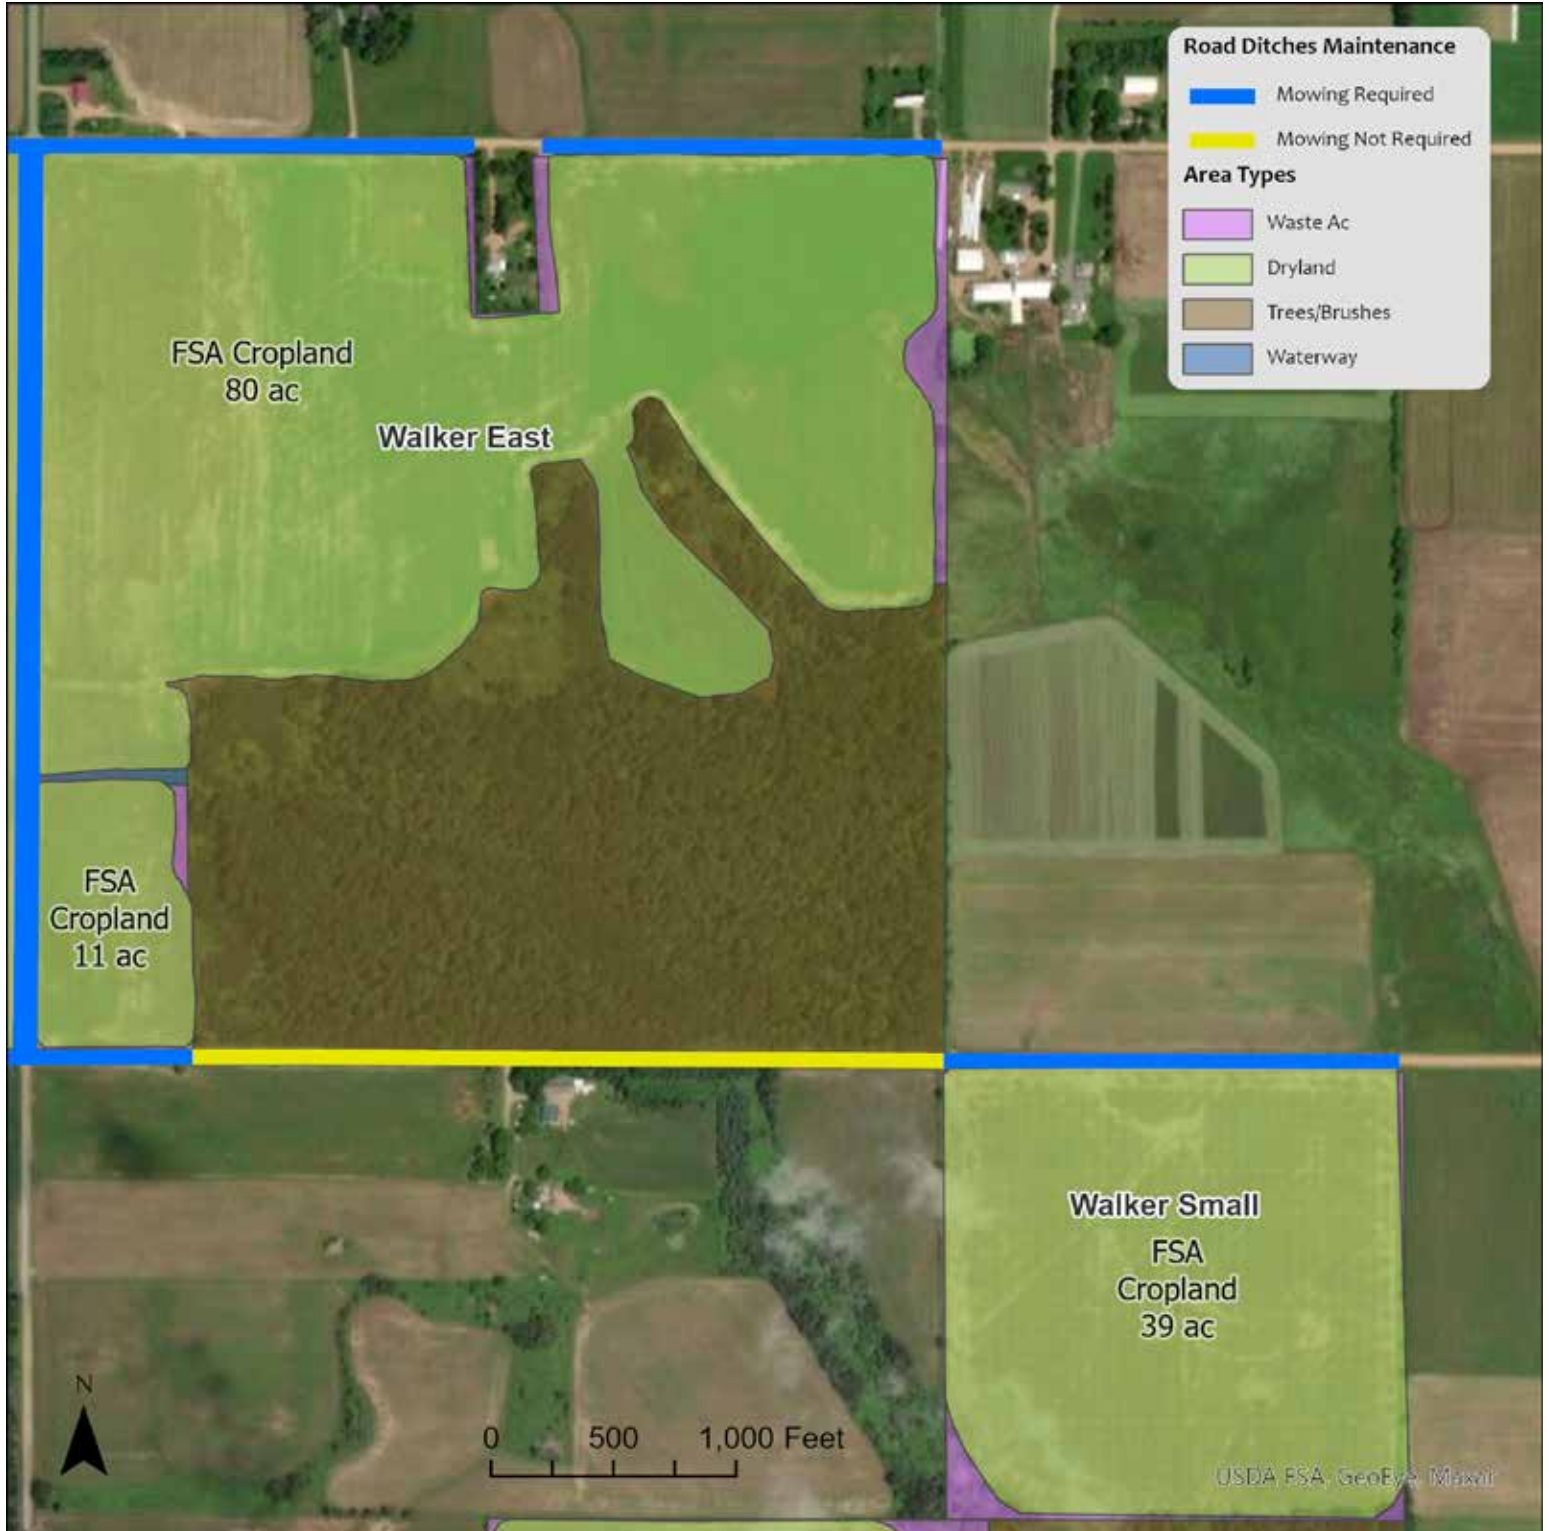 Road Ditches Maintenance
Mowing Required
Mowing Not Required
Area Types
Waste Ac
Dryland
Trees/Brushes
Waterway
FSA Cropland
80 ac
Walker East
FSA
Cropland
11 ac
Walker Small
FSA
Cropland
39 ac
N
0 500 1,000 Feet
USDA FSA, GeoEye, Maxar